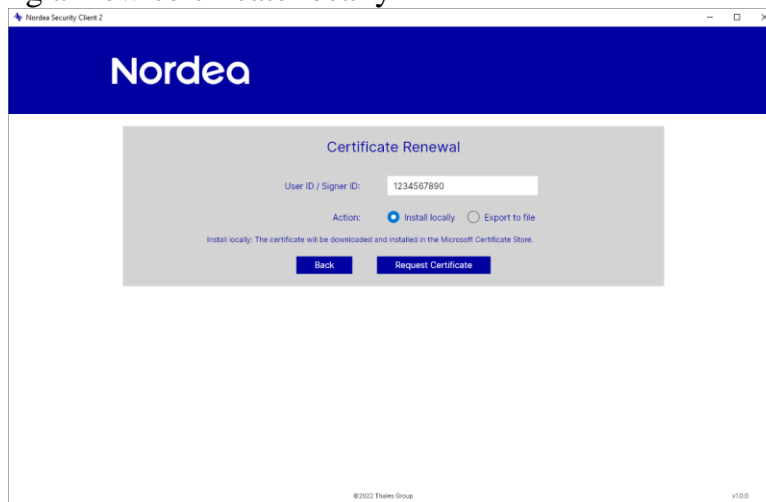 Nordea Security Client 2
Nordea
Certificate Renewal
User ID / Signer ID: 1234567890
Action: Install locally Export to file
Install locally: The certificate will be downloaded and installed in the Microsoft Certificate Store.
Back Request Certificate
©2022 Thales Group v1.0.0